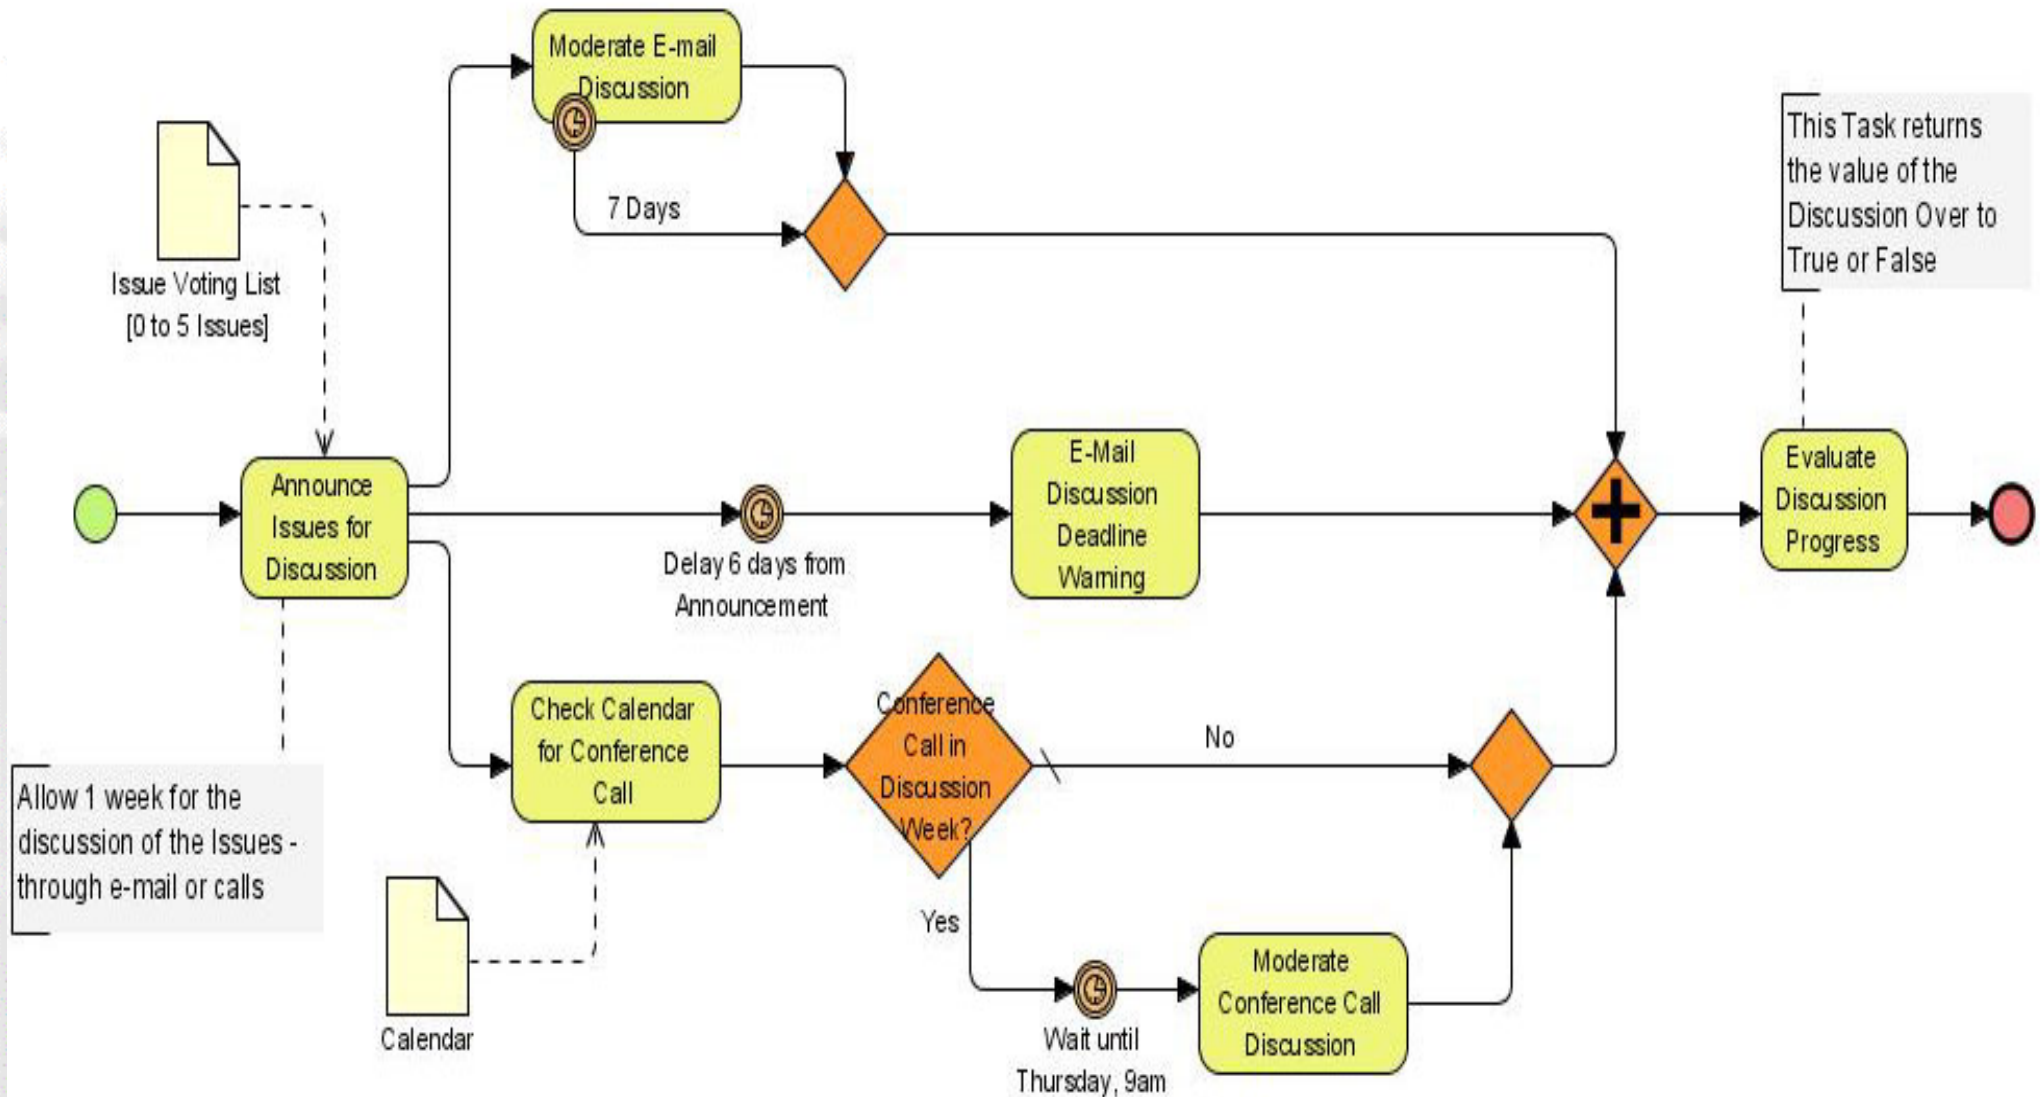 Moderate E-mail
Discussion
7 Days
This Task returns
the value of the
Discussion Over to
True or False
Issue Voting List
[0 to 5 Issues]
Announce
Issues for
Discussion
Delay 6 days from
Announcement
E-Mail
Discussion
Deadline
Warning
Evaluate
Discussion
Progress
Allow 1 week for the
discussion of the Issues -
through e-mail or calls
Check Calendar
for Conference
Call
Conference
Call in
Discussion
Week?
No
Yes
Calendar
Wait until
Thursday, 9am
Moderate
Conference Call
Discussion